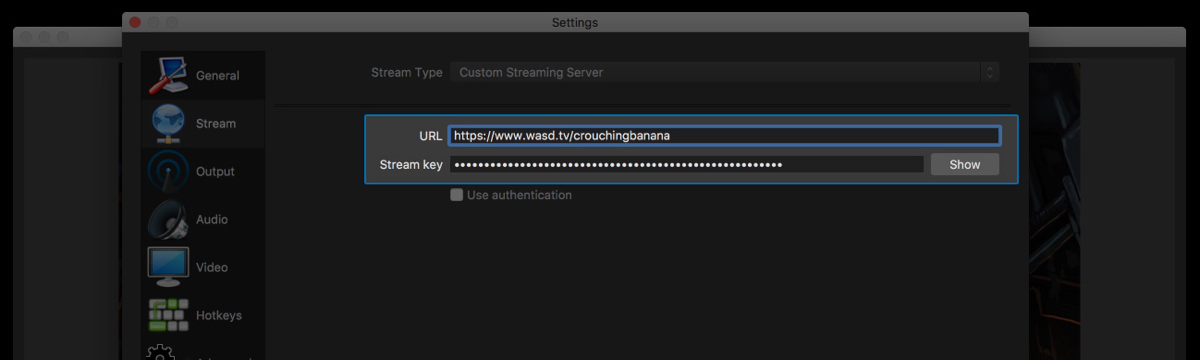 Settings
General
Stream Type Custom Streaming Server
Stream
URL https://www.wasd.tv/crouchingbanana
Stream key ••••••••••••••••••••••••••••••••••••••••••••••••••••••• Show
Output
Use authentication
Audio
Video
Hotkeys